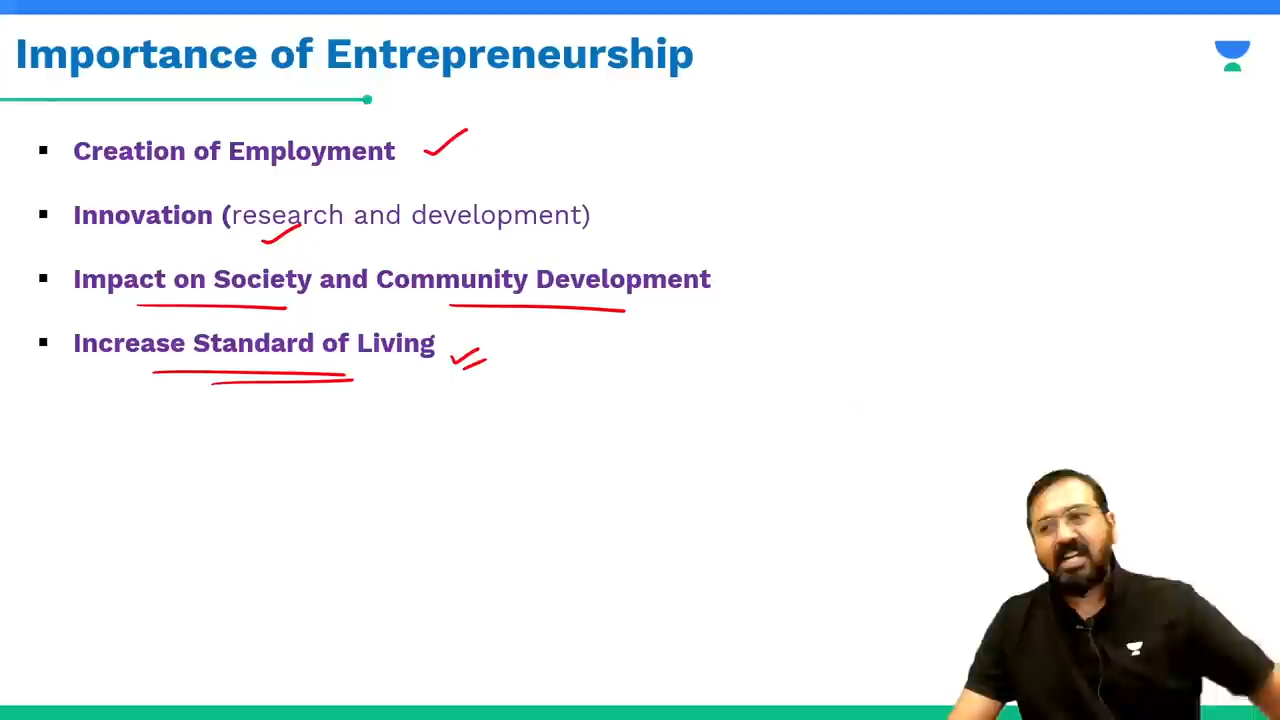 Importance of Entrepreneurship
Creation of Employment
Innovation (research and development)
Impact on Society and Community Development
Increase Standard of Living